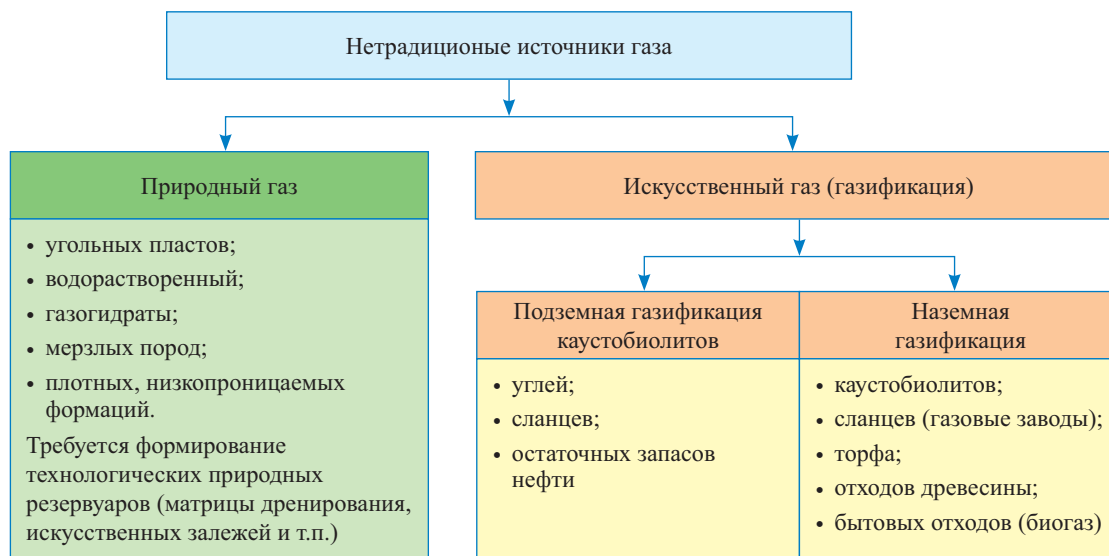 Нетрадиционые источники газа
Природный газ
• угольных пластов;
• водорастворенный;
• газогидраты;
• мерзлых пород;
• плотных, низкопроницаемых
формаций.
Требуется формирование
технологических природных
резервуаров (матрицы дренирования,
искусственных залежей и т.п.)
Искусственный газ (газификация)
Подземная газификация
каустобиолитов
• углей;
• сланцев;
• остаточных запасов
нефти
Наземная
газификация
• каустобиолитов;
• сланцев (газовые заводы);
• торфа;
• отходов древесины;
• бытовых отходов (биогаз)